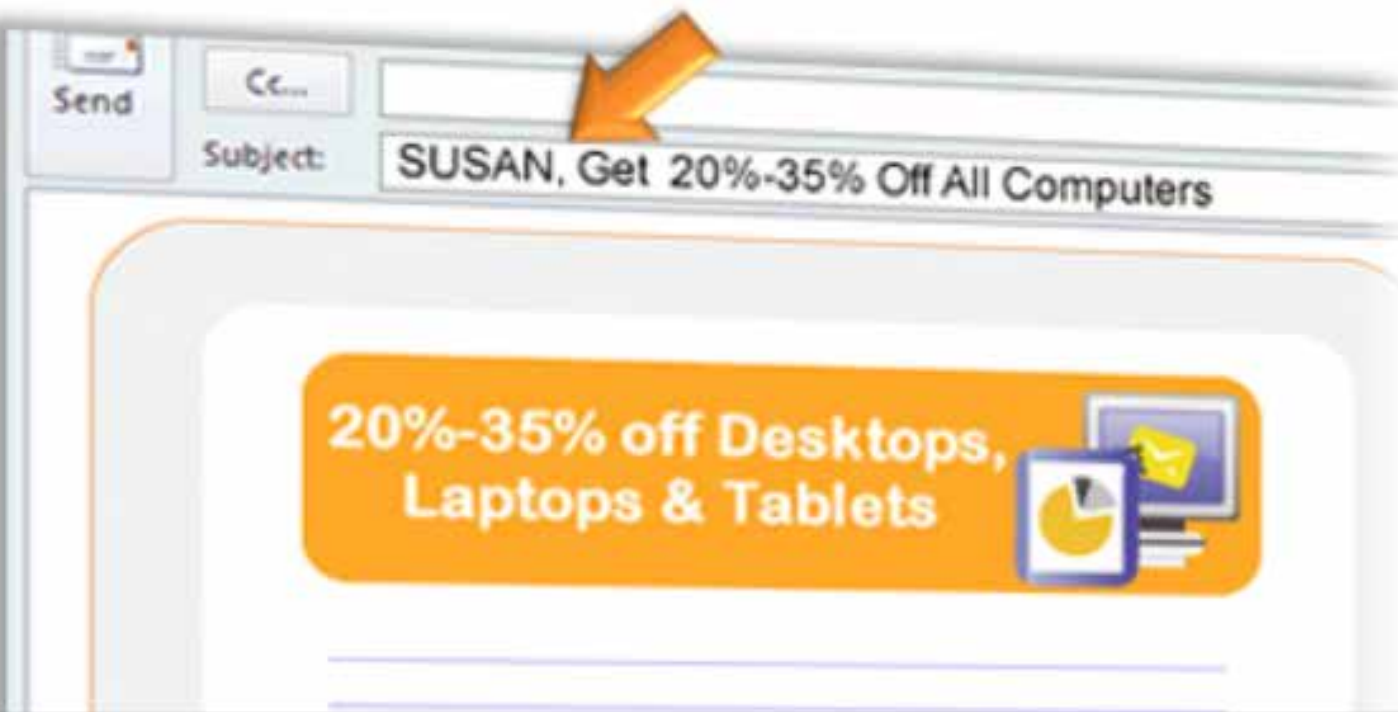 Send
Cc...
Subject:
SUSAN, Get 20%-35% Off All Computers
20%-35% off Desktops,
Laptops & Tablets